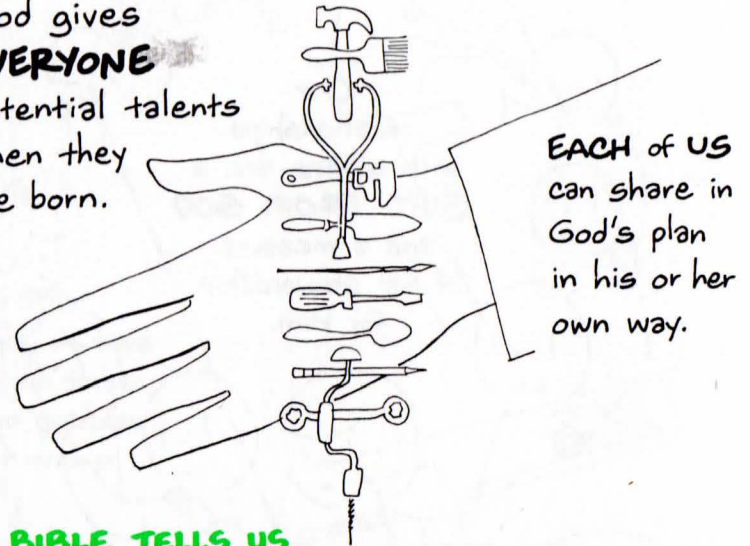 od gives
VERYONE
tential talents
hen they
e born.
EACH of US
can share in
God's plan
in his or her
own way.
BIBLE TELLS US